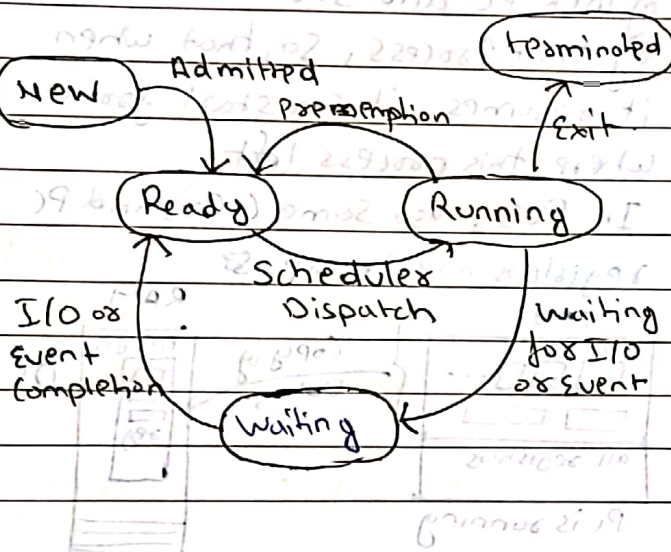 terminated
New
Admitted
Preemption
Exit
Ready
Running
Scheduler
Dispatch
I/O or
Event
Completion
Waiting
for I/O
or Event
Waiting